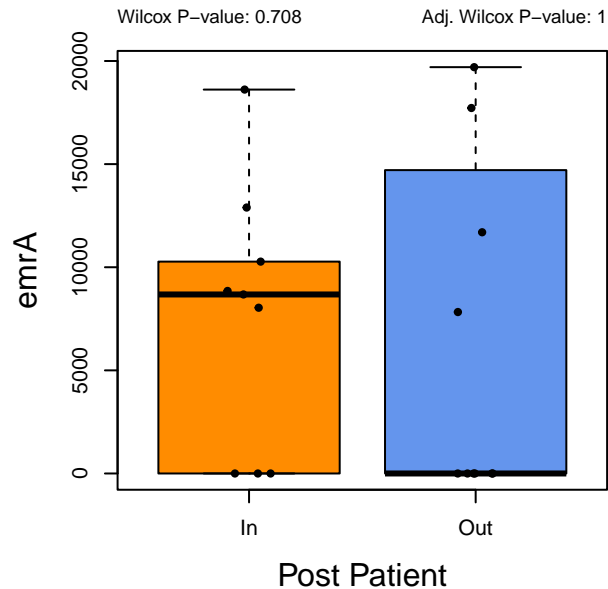 Wilcox P−value: 0.708
Adj. Wilcox P−value: 1
20000
15000
10000
5000
0
emrA
In
Out
Post Patient